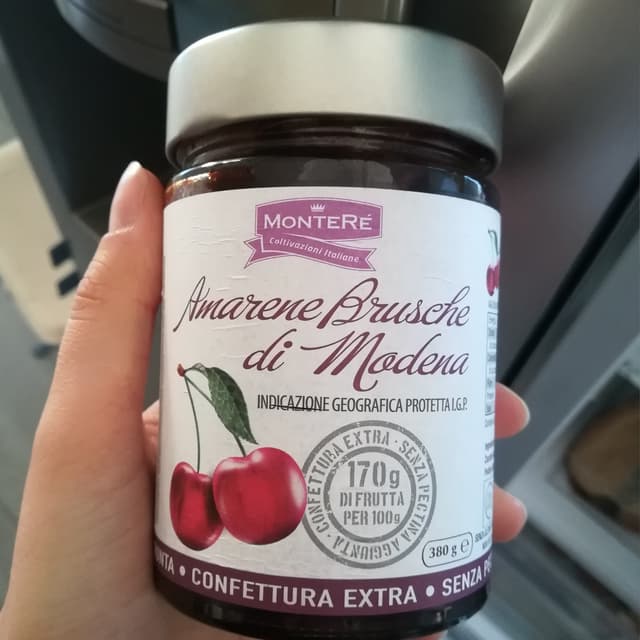 MONTERÉ
Coltivazioni Italiane
Amarene Brusche
di Modena
INDICAZIONE GEOGRAFICA PROTETTA I.G.P.
CONFETTURA EXTRA · SENZA PECTINA AGGIUNTA ·
170g
DI FRUTTA
PER 100g
380 g e
UNTA • CONFETTURA EXTRA • SENZA P